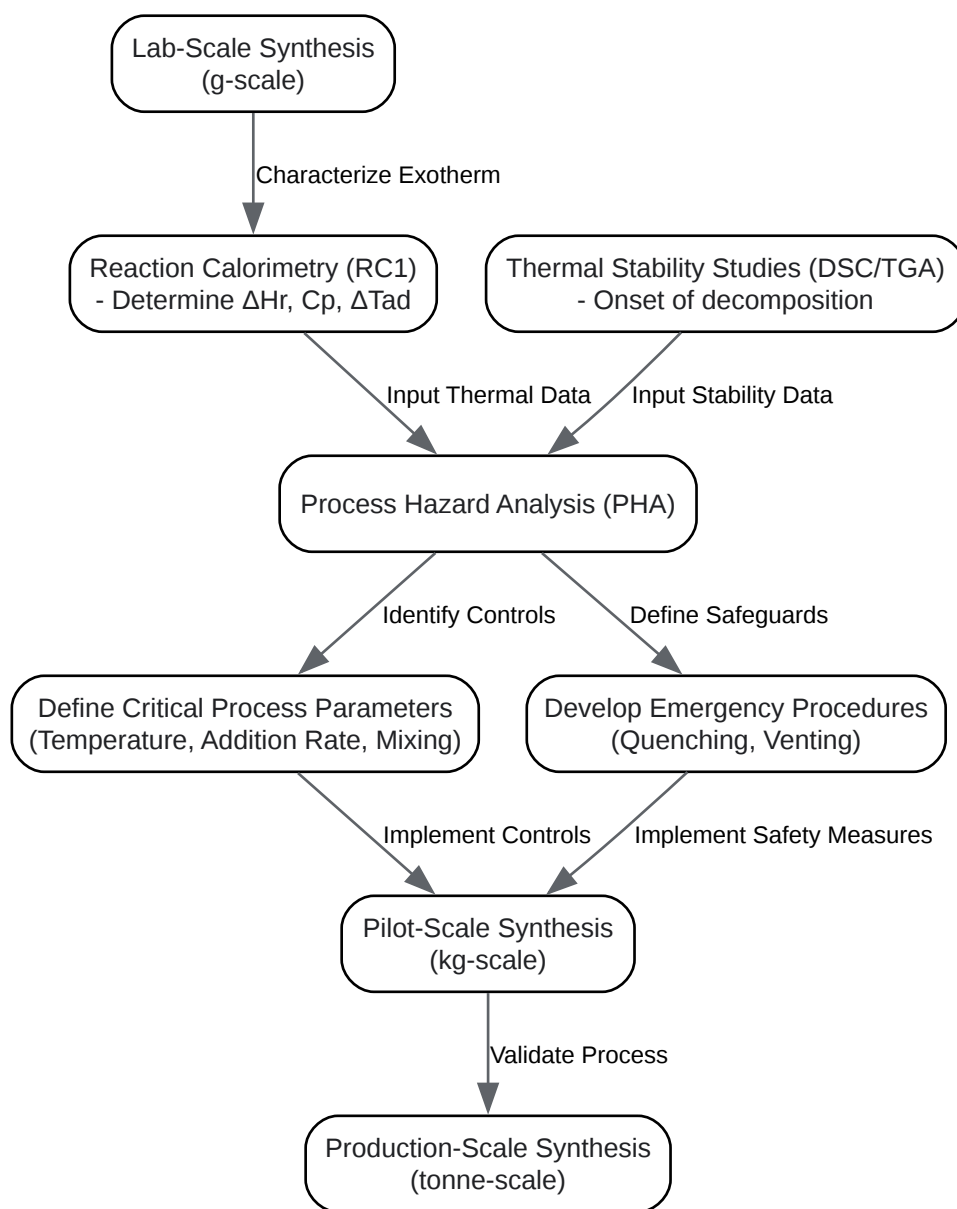 Lab-Scale Synthesis
(g-scale)
Characterize Exotherm
Reaction Calorimetry (RC1)
- Determine ΔHr, Cp, ΔTad
Thermal Stability Studies (DSC/TGA)
- Onset of decomposition
Input Thermal Data
Input Stability Data
Process Hazard Analysis (PHA)
Identify Controls
Define Safeguards
Define Critical Process Parameters
(Temperature, Addition Rate, Mixing)
Develop Emergency Procedures
(Quenching, Venting)
Implement Controls
Implement Safety Measures
Pilot-Scale Synthesis
(kg-scale)
Validate Process
Production-Scale Synthesis
(tonne-scale)